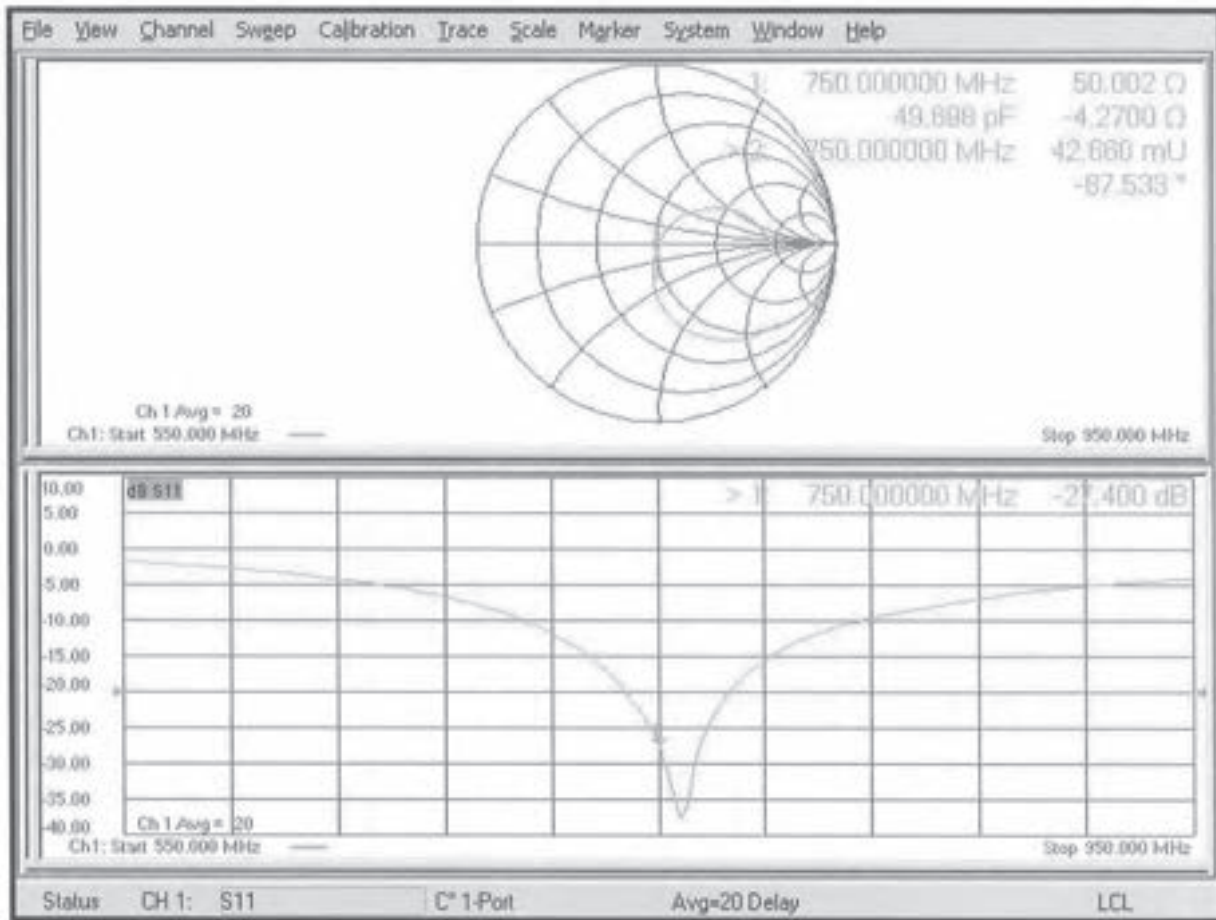 File View Channel Sweep Calibration Trace Scale Marker System Window Help
1: 750.000000 MHz 50.002 Ω
49.698 pF -4.2700 Ω
> 2: 750.000000 MHz 42.660 mU
-87.533 °
Ch 1 Avg = 20
Ch1: Start 550.000 MHz Stop 950.000 MHz
10.00 dB S11 > 1: 750.000000 MHz -27.400 dB
5.00
0.00
-5.00
-10.00
-15.00
-20.00
-25.00
-30.00
-35.00
-40.00 Ch 1 Avg = 20
Ch1: Start 550.000 MHz Stop 950.000 MHz
Status CH 1: S11 C* 1-Port Avg=20 Delay LCL